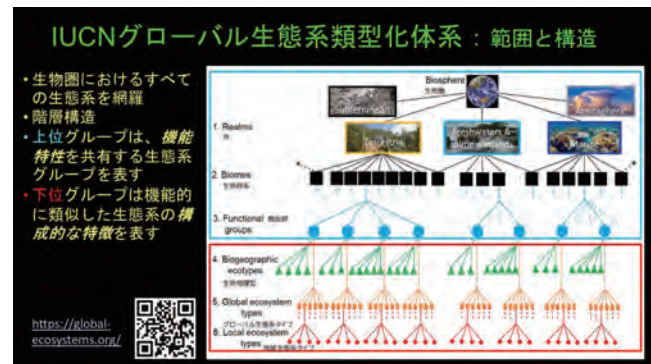 IUCNグローバル生態系類型化体系：範囲と構造
・生物圏におけるすべて
の生態系を網羅
・階層構造
・上位グループは、機能
特性を共有する生態系
グループを表す
・下位グループは機能的
に類似した生態系の構
成的な特徴を表す
https://global-
ecosystems.org/
Biosphere
生物圏
Subterranean
Atmosphere
1. Realms
Terrestrial
Freshwaters &
saline wetlands
Marine
2. Biomes
3. Functional
groups
4. Biogeographic
ecotypes
5. Global ecosystem
types
グローバル生態系タイプ
6. Local ecosystem
types